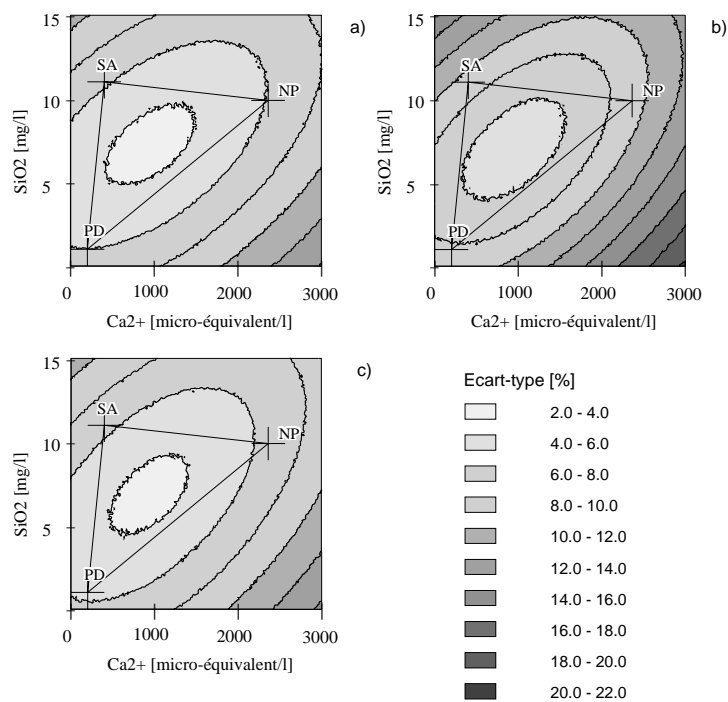 a)
15
10
5
0
SiO2 [mg/l]
SA
NP
PD
0 1000 2000 3000
Ca2+ [micro-équivalent/l]
b)
15
10
5
0
SiO2 [mg/l]
SA
NP
PD
0 1000 2000 3000
Ca2+ [micro-équivalent/l]
c)
15
10
5
0
SiO2 [mg/l]
SA
NP
PD
0 1000 2000 3000
Ca2+ [micro-équivalent/l]
Ecart-type [%]
2.0 - 4.0
4.0 - 6.0
6.0 - 8.0
8.0 - 10.0
10.0 - 12.0
12.0 - 14.0
14.0 - 16.0
16.0 - 18.0
18.0 - 20.0
20.0 - 22.0